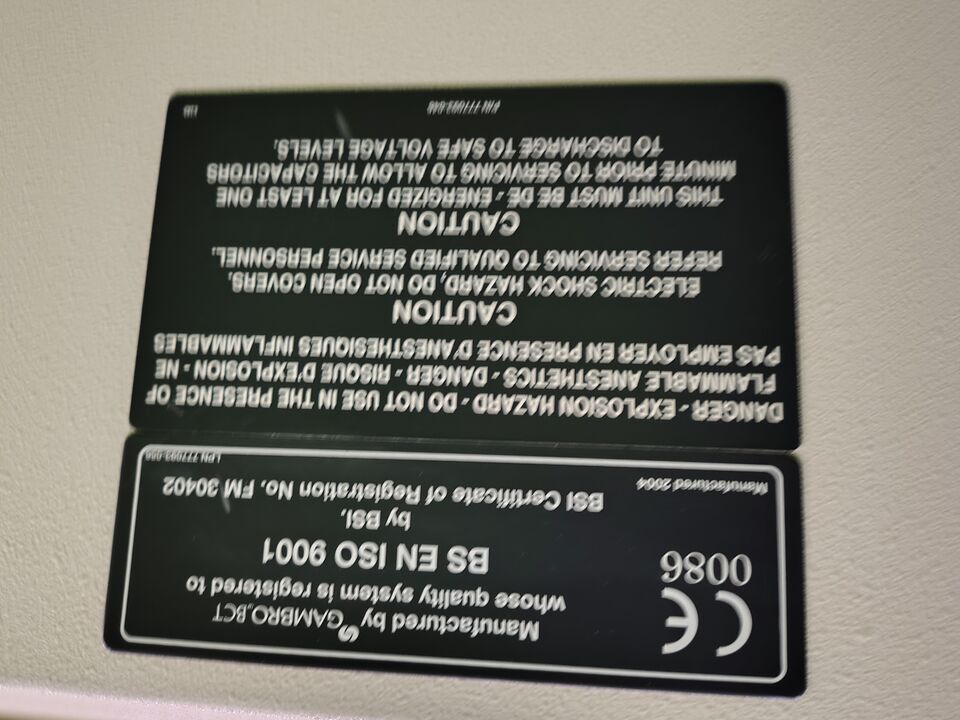 CE
0086
Manufactured 2004
Manufactured by GAMBRO BCT
whose quality system is registered to
BS EN ISO 9001
by BSI.
BSI Certificate of Registration No. FM 30402
LPN 777093-056
DANGER - EXPLOSION HAZARD - DO NOT USE IN THE PRESENCE OF
FLAMMABLE ANESTHETICS - DANGER - RISQUE D'EXPLOSION - NE
PAS EMPLOYER EN PRESENCE D'ANESTHESIQUES INFLAMMABLES
CAUTION
ELECTRIC SHOCK HAZARD, DO NOT OPEN COVERS.
REFER SERVICING TO QUALIFIED SERVICE PERSONNEL.
CAUTION
THIS UNIT MUST BE DE - ENERGIZED FOR AT LEAST ONE
MINUTE PRIOR TO SERVICING TO ALLOW THE CAPACITORS
TO DISCHARGE TO SAFE VOLTAGE LEVELS.